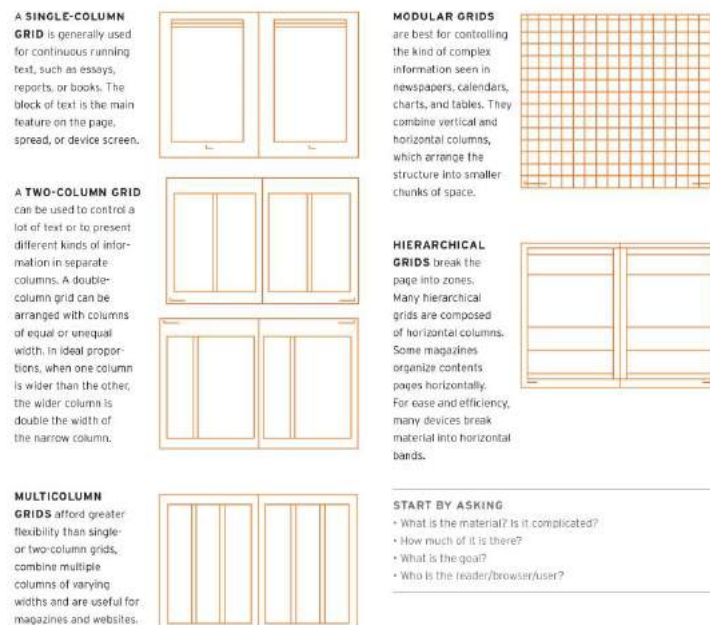 A SINGLE-COLUMN
GRID is generally used
for continuous running
text, such as essays,
reports, or books. The
block of text is the main
feature on the page,
spread, or device screen.
A TWO-COLUMN GRID
can be used to control a
lot of text or to present
different kinds of infor-
mation in separate
columns. A double-
column grid can be
arranged with columns
of equal or unequal
width. In ideal propor-
tions, when one column
is wider than the other,
the wider column is
double the width of
the narrow column.
MULTICOLUMN
GRIDS afford greater
flexibility than single-
or two-column grids,
combine multiple
columns of varying
widths and are useful for
magazines and websites.
MODULAR GRIDS
are best for controlling
the kind of complex
information seen in
newspapers, calendars,
charts, and tables. They
combine vertical and
horizontal columns,
which arrange the
structure into smaller
chunks of space.
HIERARCHICAL
GRIDS break the
page into zones.
Many hierarchical
grids are composed
of horizontal columns.
Some magazines
organize contents
pages horizontally.
For ease and efficiency,
many devices break
material into horizontal
bands.
START BY ASKING
• What is the material? Is it complicated?
• How much of it is there?
• What is the goal?
• Who is the reader/browser/user?